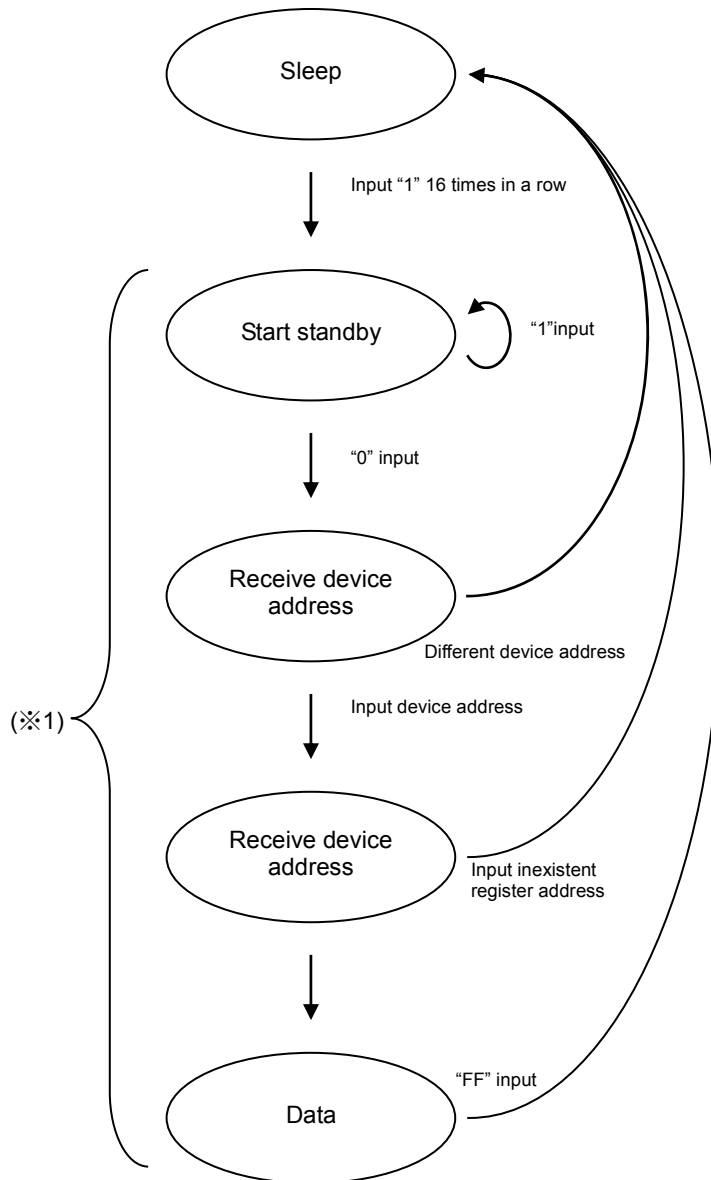 Sleep
Input “1” 16 times in a row
Start standby
“1”input
“0” input
Receive device
address
Different device address
Input device address
(※1)
Receive device
address
Input inexistent
register address
“FF” input
Data